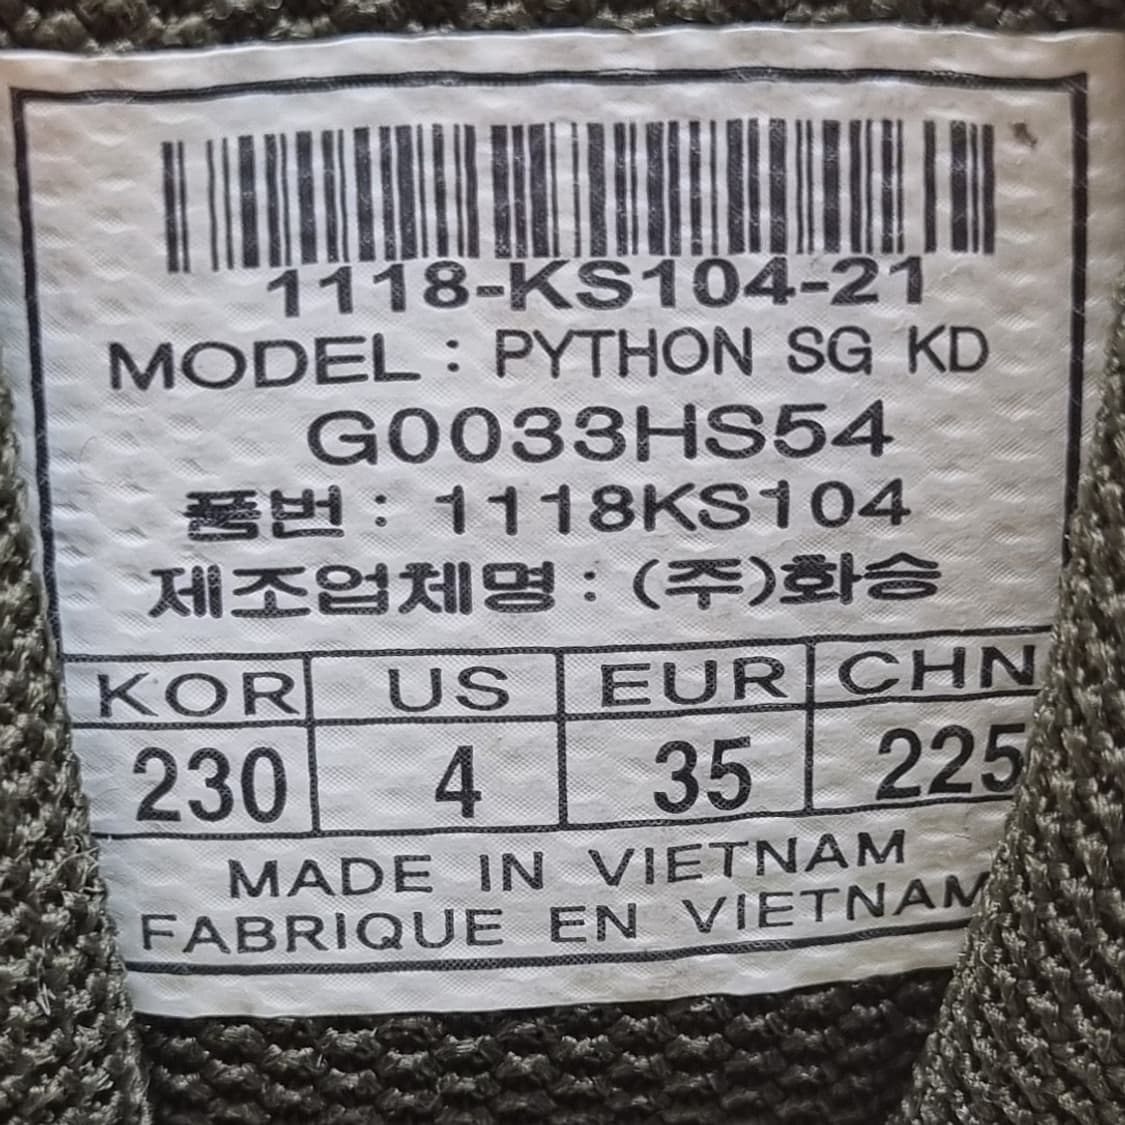 1118-KS104-21
MODEL : PYTHON SG KD
G0033HS54
품번 : 1118KS104
제조업체명 : (주)화승
KOR US EUR CHN
230 4 35 225
MADE IN VIETNAM
FABRIQUE EN VIETNAM